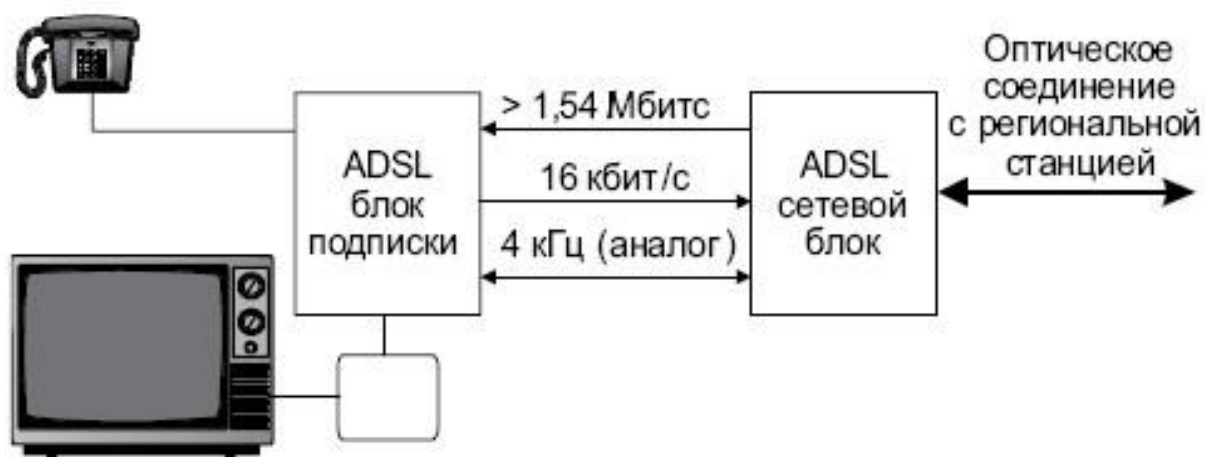 > 1,54 Мбитс
16 кбит/с
4 кГц (аналог)
ADSL
блок
подписки
ADSL
сетевой
блок
Оптическое
соединение
с региональной
станцией